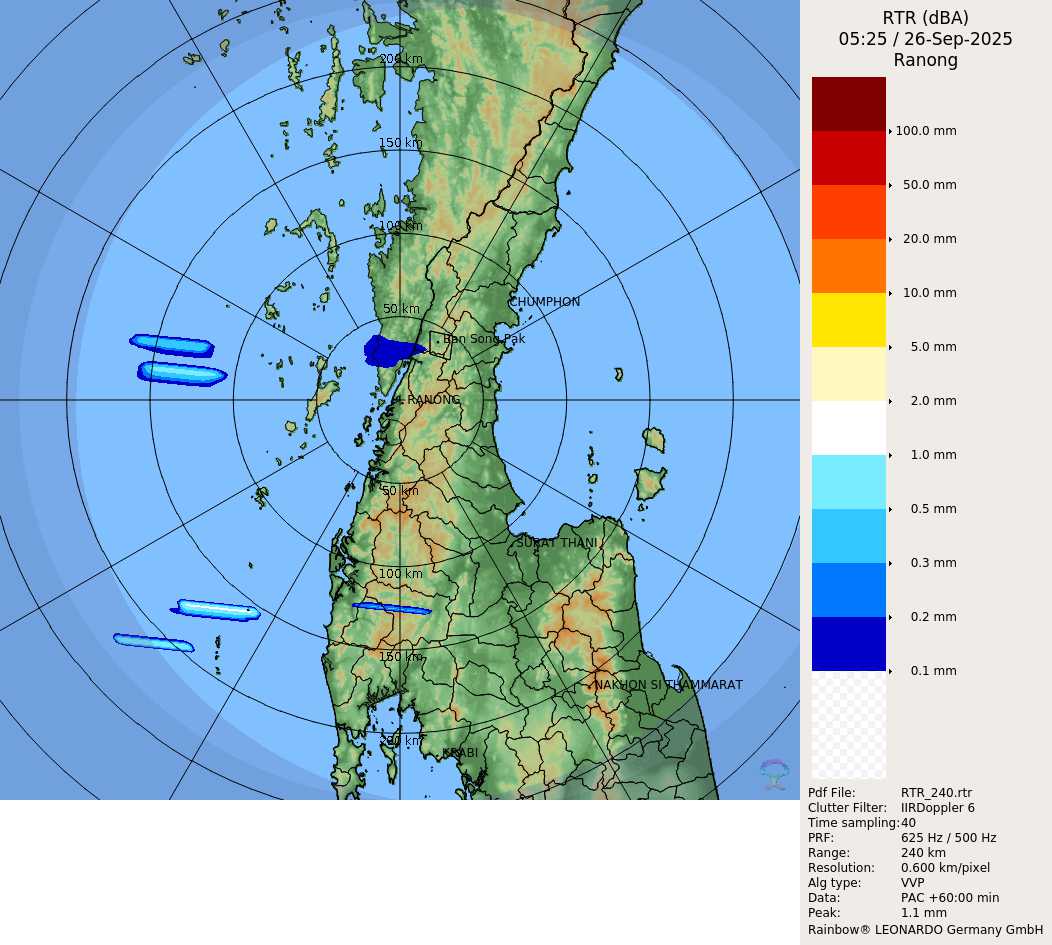 RTR (dBA)
05:25 / 26-Sep-2025
Ranong
200 km
150 km
100 km
50 km
CHUMPHON
Ban Song Pak
RANONG
50 km
SURAT THANI
100 km
150 km
NAKHON SI THAMMARAT
200 km
KRABI
100.0 mm
50.0 mm
20.0 mm
10.0 mm
5.0 mm
2.0 mm
1.0 mm
0.5 mm
0.3 mm
0.2 mm
0.1 mm
Pdf File: RTR_240.rtr
Clutter Filter: IIRDoppler 6
Time sampling:40
PRF: 625 Hz / 500 Hz
Range: 240 km
Resolution: 0.600 km/pixel
Alg type: VVP
Data: PAC +60:00 min
Peak: 1.1 mm
Rainbow® LEONARDO Germany GmbH